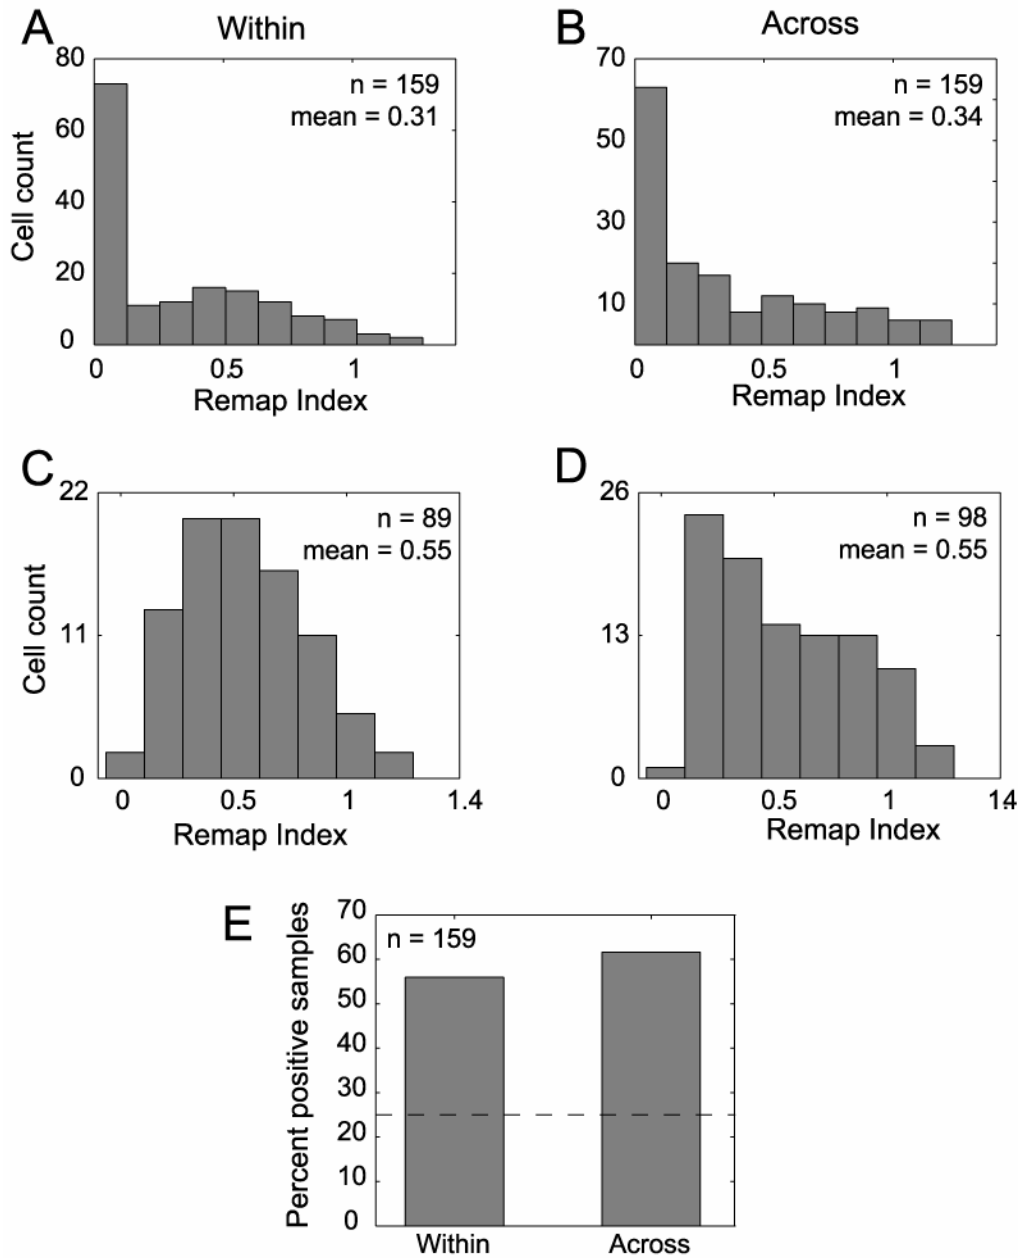 A
Within
80
60
40
20
0
Cell count
n = 159
mean = 0.31
0
0.5
1
Remap Index
B
Across
70
50
30
10
n = 159
mean = 0.34
0
0.5
1
Remap Index
C
22
11
0
Cell count
n = 89
mean = 0.55
0
0.5
1
1.4
Remap Index
D
26
13
0
n = 98
mean = 0.55
0
0.5
1
14
Remap Index
E
70
60
50
40
30
20
10
0
Percent positive samples
n = 159
Within
Across